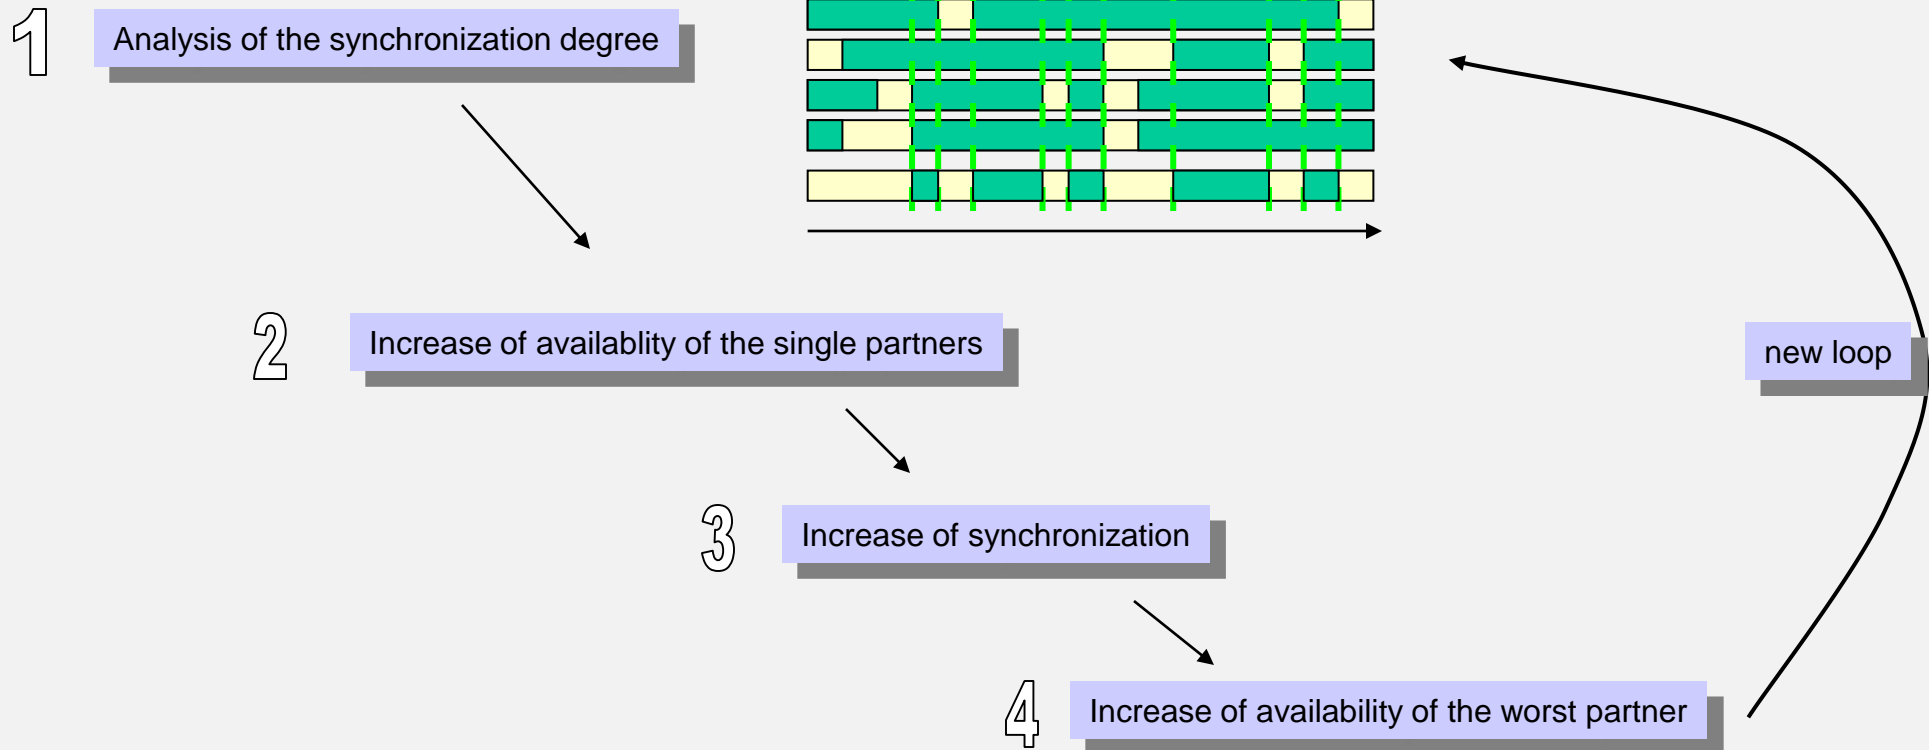 1
Analysis of the synchronization degree
2
Increase of availablity of the single partners
new loop
3
Increase of synchronization
4
Increase of availability of the worst partner